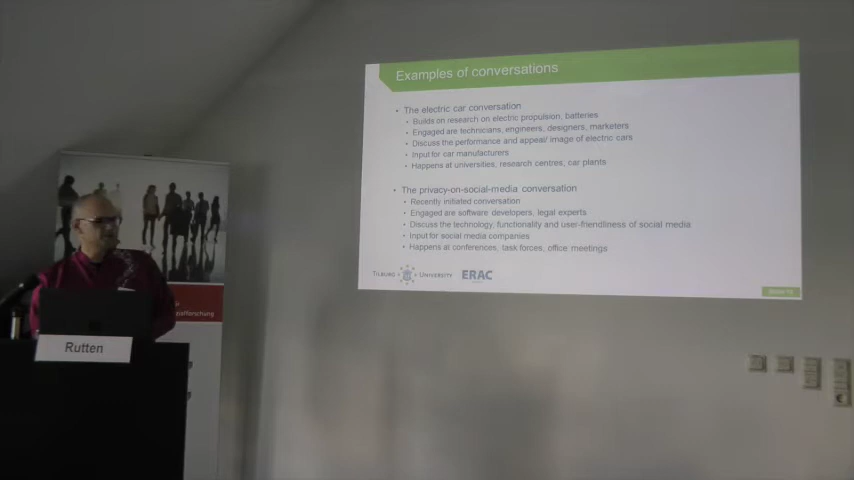 Examples of conversations
• The electric car conversation
• Builds on research on electric propulsion, batteries
• Engaged are technicians, engineers, designers, marketers
• Discuss the performance and appeal/ image of electric cars
• Input for car manufacturers
• Happens at universities, research centres, car plants
• The privacy-on-social-media conversation
• Recently initiated conversation
• Engaged are software developers, legal experts
• Discuss the technology, functionality and user-friendliness of social media
• Input for social media companies
• Happens at conferences, task forces, office meetings
TILBURG UNIVERSITY ERAC
Rutten